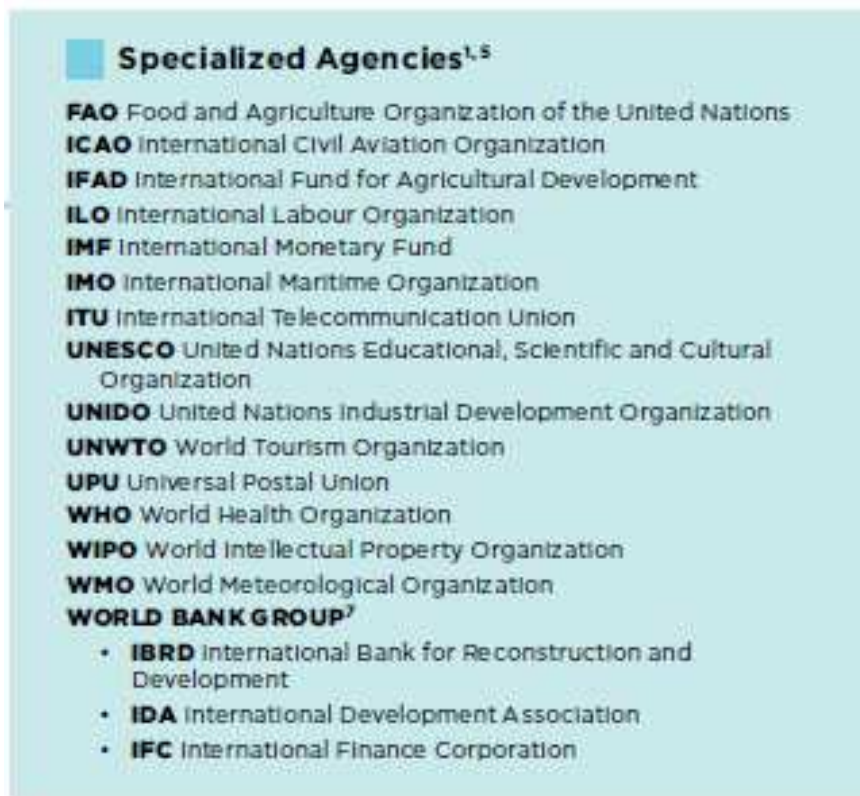 Specialized Agencies¹,⁵
FAO Food and Agriculture Organization of the United Nations
ICAO International Civil Aviation Organization
IFAD International Fund for Agricultural Development
ILO International Labour Organization
IMF International Monetary Fund
IMO International Maritime Organization
ITU International Telecommunication Union
UNESCO United Nations Educational, Scientific and Cultural
Organization
UNIDO United Nations Industrial Development Organization
UNWTO World Tourism Organization
UPU Universal Postal Union
WHO World Health Organization
WIPO World Intellectual Property Organization
WMO World Meteorological Organization
WORLD BANK GROUP⁷
• IBRD International Bank for Reconstruction and
Development
• IDA International Development Association
• IFC International Finance Corporation